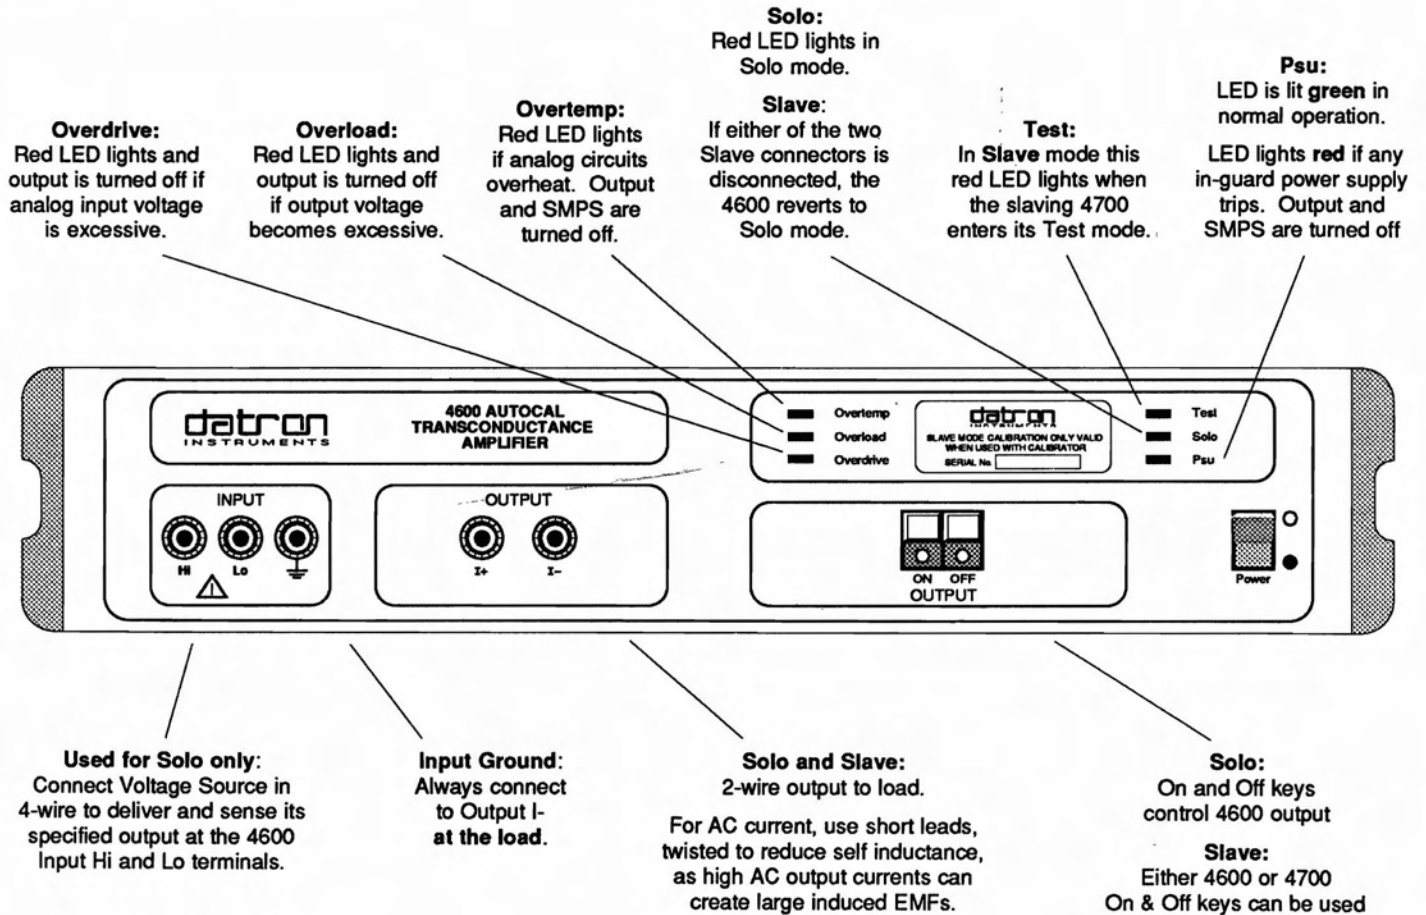 Solo:
Red LED lights in
Solo mode.
Slave:
If either of the two
Slave connectors is
disconnected, the
4600 reverts to
Solo mode.
Psu:
LED is lit green in
normal operation.
LED lights red if any
in-guard power supply
trips.  Output and
SMPS are turned off
Overdrive:
Red LED lights and
output is turned off if
analog input voltage
is excessive.
Overload:
Red LED lights and
output is turned off
if output voltage
becomes excessive.
Overtemp:
Red LED lights
if analog circuits
overheat.  Output
and SMPS are
turned off.
Test:
In Slave mode this
red LED lights when
the slaving 4700
enters its Test mode.
datron
INSTRUMENTS
4600 AUTOCAL
TRANSCONDUCTANCE
AMPLIFIER
Overtemp
Overload
Overdrive
datron
INSTRUMENTS
SLAVE MODE CALIBRATION ONLY VALID
WHEN USED WITH CALIBRATOR
SERIAL No.
Test
Solo
Psu
INPUT
Hi Lo
OUTPUT
I+ I-
ON OFF
OUTPUT
Power
Used for Solo only:
Connect Voltage Source in
4-wire to deliver and sense its
specified output at the 4600
Input Hi and Lo terminals.
Input Ground:
Always connect
to Output I-
at the load.
Solo and Slave:
2-wire output to load.
For AC current, use short leads,
twisted to reduce self inductance,
as high AC output currents can
create large induced EMFs.
Solo:
On and Off keys
control 4600 output
Slave:
Either 4600 or 4700
On & Off keys can be used